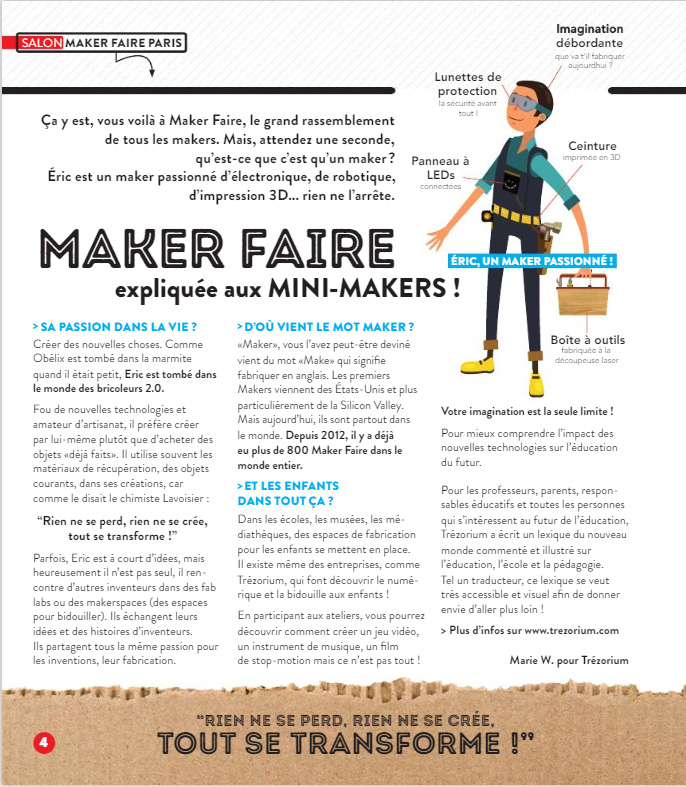 SALON MAKER FAIRE PARIS
Imagination
débordante
que va t'il fabriquer
aujourdhui ?
Lunettes de
protection
la sécurité avant
tout !
Ceinture
imprimée en 3D
Panneau à
LEDs
connectées
ÉRIC, UN MAKER PASSIONNÉ !
Boîte à outils
fabriquée à la
découpeuse laser
Ça y est, vous voilà à Maker Faire, le grand rassemblement
de tous les makers. Mais, attendez une seconde,
qu'est-ce que c'est qu'un maker ?
Éric est un maker passionné d'électronique, de robotique,
d'impression 3D... rien ne l'arrête.
MAKER FAIRE
expliquée aux MINI-MAKERS !
> SA PASSION DANS LA VIE ?
Créer des nouvelles choses. Comme
Obélix est tombé dans la marmite
quand il était petit, Eric est tombé dans
le monde des bricoleurs 2.0.
Fou de nouvelles technologies et
amateur d'artisanat, il préfère créer
par lui-même plutôt que d'acheter des
objets «déjà faits». Il utilise souvent les
matériaux de récupération, des objets
courants, dans ses créations, car
comme le disait le chimiste Lavoisier :
“Rien ne se perd, rien ne se crée,
tout se transforme !”
Parfois, Eric est à court d'idées, mais
heureusement il n'est pas seul, il ren-
contre d'autres inventeurs dans des fab
labs ou des makerspaces (des espaces
pour bidouiller). Ils échangent leurs
idées et des histoires d'inventeurs.
Ils partagent tous la même passion pour
les inventions, leur fabrication.
> D'OÙ VIENT LE MOT MAKER ?
«Maker», vous l'avez peut-être deviné
vient du mot «Make» qui signifie
fabriquer en anglais. Les premiers
Makers viennent des États-Unis et plus
particulièrement de la Silicon Valley.
Mais aujourd'hui, ils sont partout dans
le monde. Depuis 2012, il y a déjà
eu plus de 800 Maker Faire dans le
monde entier.
> ET LES ENFANTS
DANS TOUT ÇA ?
Dans les écoles, les musées, les mé-
diathèques, des espaces de fabrication
pour les enfants se mettent en place.
Il existe même des entreprises, comme
Trézorium, qui font découvrir le numé-
rique et la bidouille aux enfants !
En participant aux ateliers, vous pourrez
découvrir comment créer un jeu vidéo,
un instrument de musique, un film
de stop-motion mais ce n'est pas tout !
Votre imagination est la seule limite !
Pour mieux comprendre l'impact des
nouvelles technologies sur l'éducation
du futur.
Pour les professeurs, parents, respon-
sables éducatifs et toutes les personnes
qui s'intéressent au futur de l'éducation,
Trézorium a écrit un lexique du nouveau
monde commenté et illustré sur
l'éducation, l'école et la pédagogie.
Tel un traducteur, ce lexique se veut
très accessible et visuel afin de donner
envie d'aller plus loin !
> Plus d'infos sur www.trezorium.com
Marie W. pour Trézorium
“RIEN NE SE PERD, RIEN NE SE CRÉE,
TOUT SE TRANSFORME !”
4